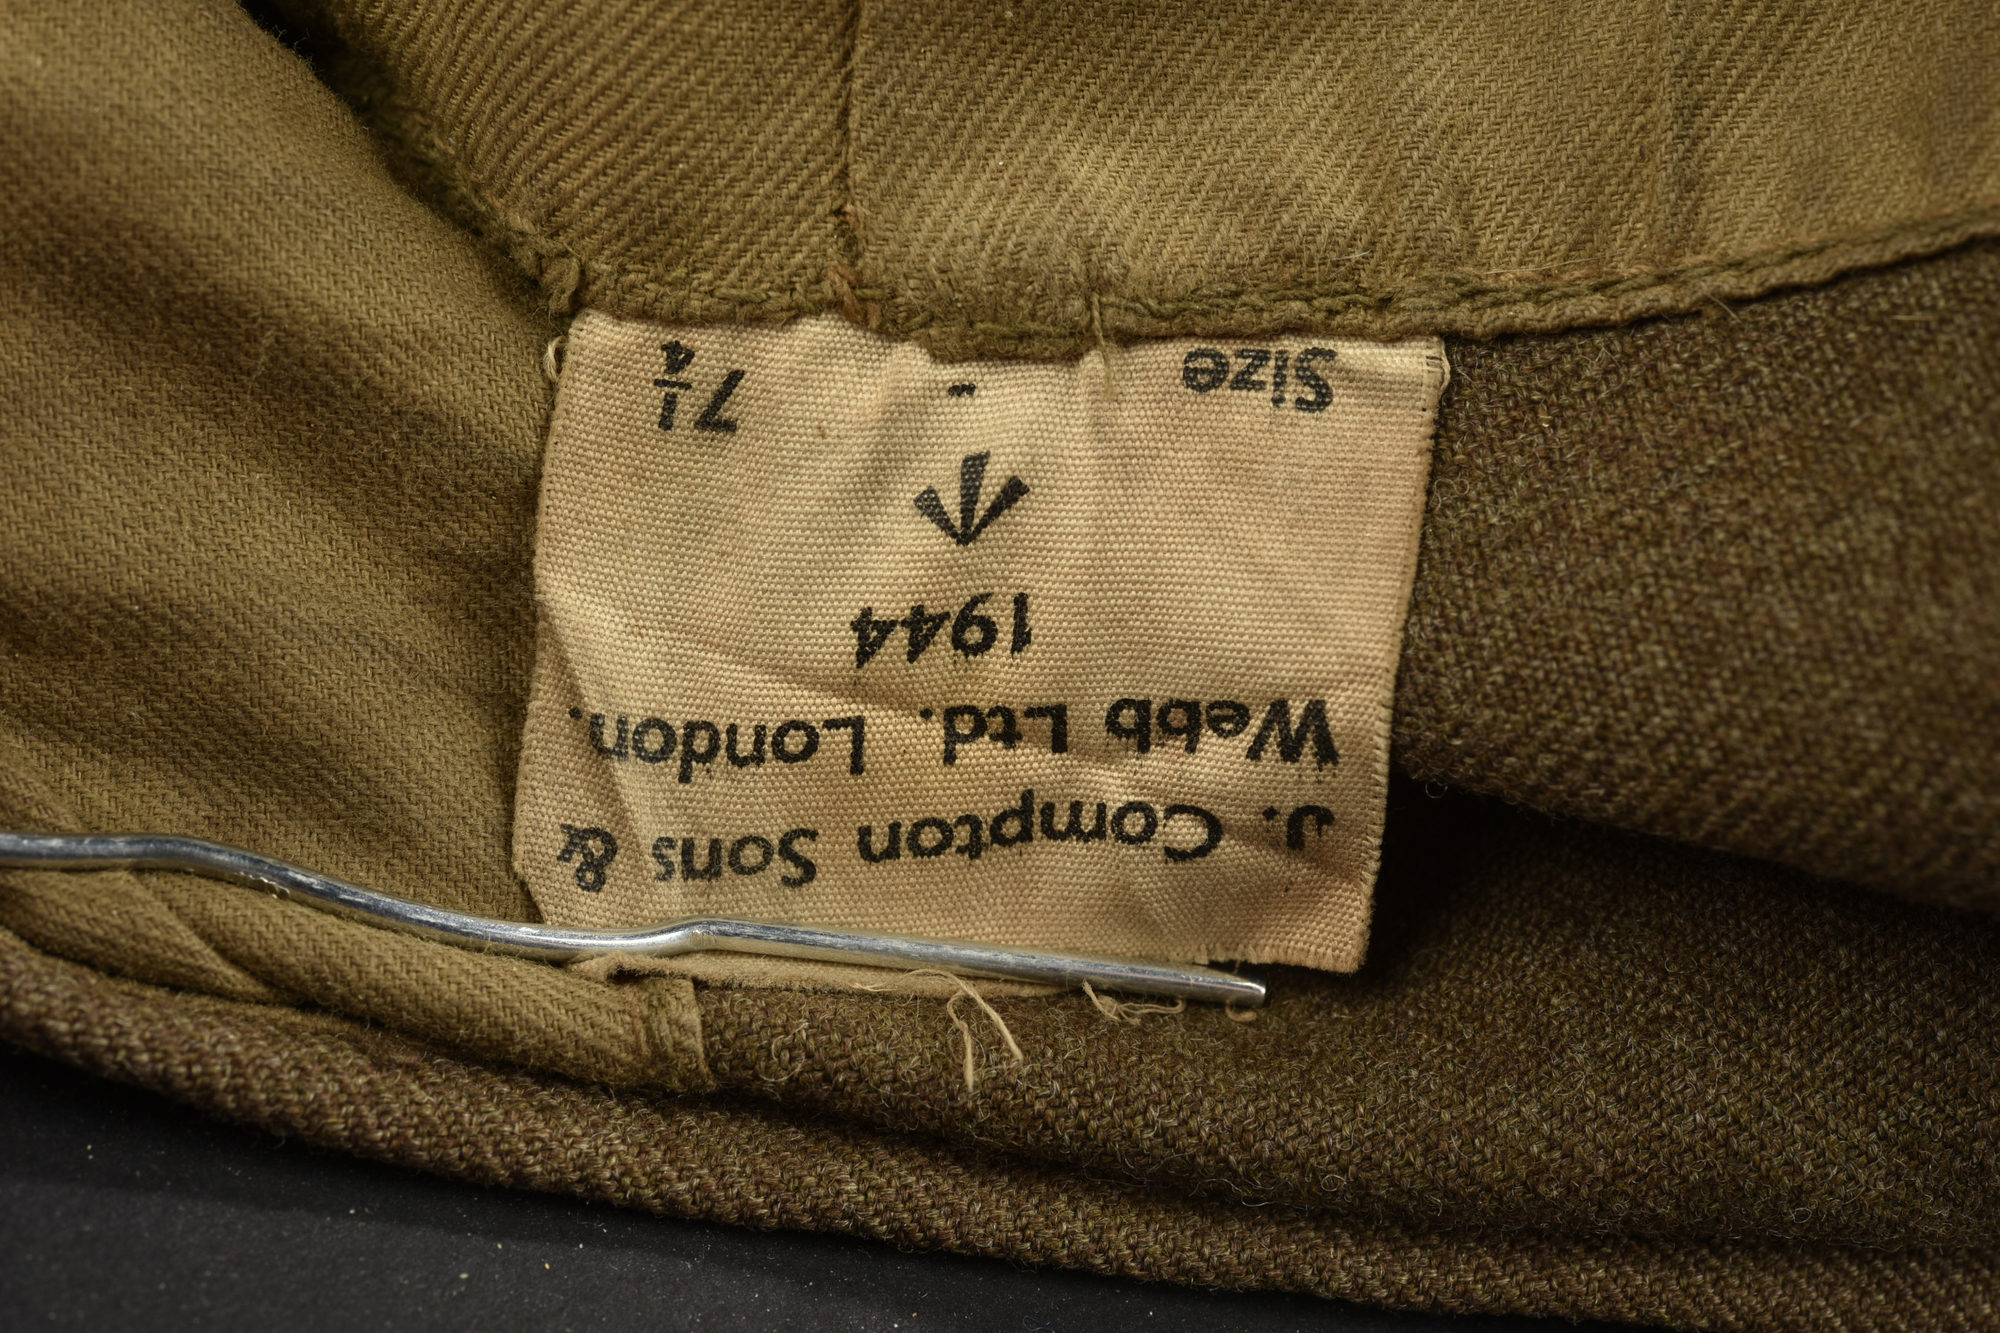 J. Compton Sons &
Webb Ltd. London.
1944
Size - 7¼